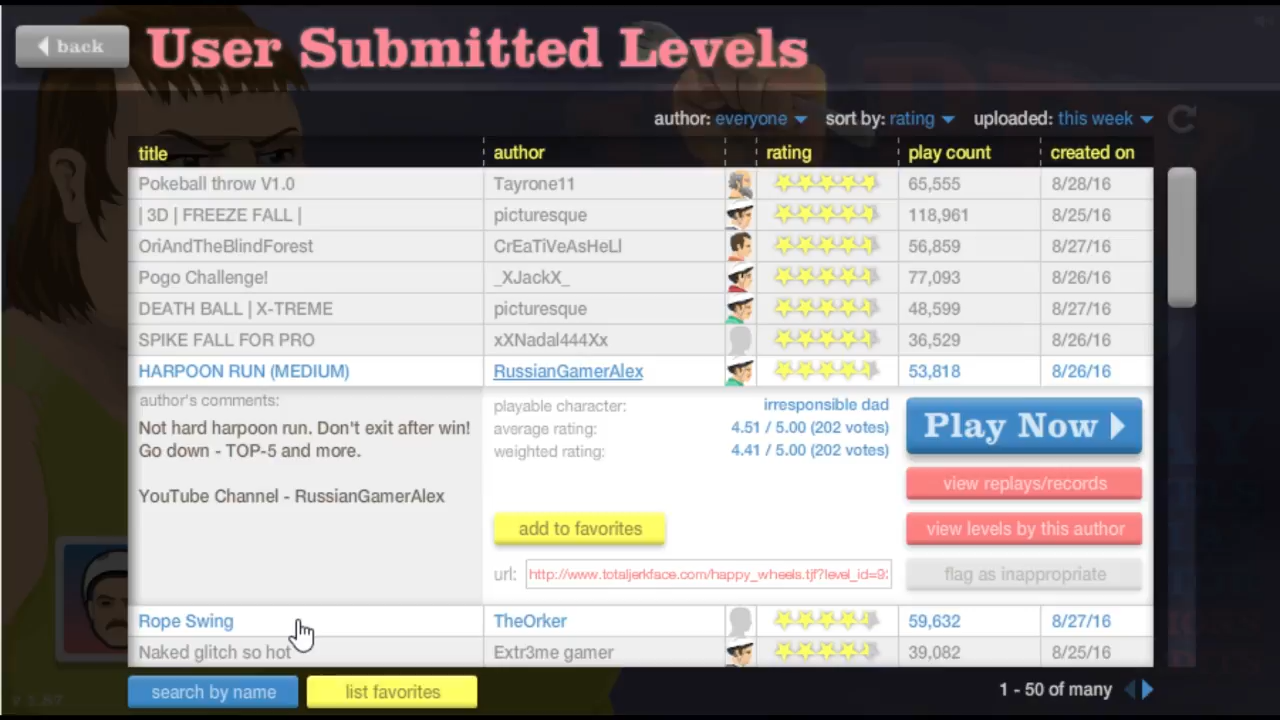 back
User Submitted Levels
author: everyone sort by: rating uploaded: this week
title author rating play count created on
Pokeball throw V1.0 Tayrone11 65,555 8/28/16
| 3D | FREEZE FALL | picturesque 118,961 8/25/16
OriAndTheBlindForest CrEaTiVeAsHeLl 56,859 8/27/16
Pogo Challenge! _XJackX_ 77,093 8/26/16
DEATH BALL | X-TREME picturesque 48,599 8/27/16
SPIKE FALL FOR PRO xXNadal444Xx 36,529 8/26/16
HARPOON RUN (MEDIUM) RussianGamerAlex 53,818 8/26/16
author's comments:
Not hard harpoon run. Don't exit after win!
Go down - TOP-5 and more.
YouTube Channel - RussianGamerAlex
playable character: irresponsible dad
average rating: 4.51 / 5.00 (202 votes)
weighted rating: 4.41 / 5.00 (202 votes)
add to favorites
url: http://www.totaljerkface.com/happy_wheels.tjf?level_id=9
Play Now
view replays/records
view levels by this author
flag as inappropriate
Rope Swing TheOrker 59,632 8/27/16
Naked glitch so hot Extr3me gamer 39,082 8/25/16
search by name list favorites 1 - 50 of many